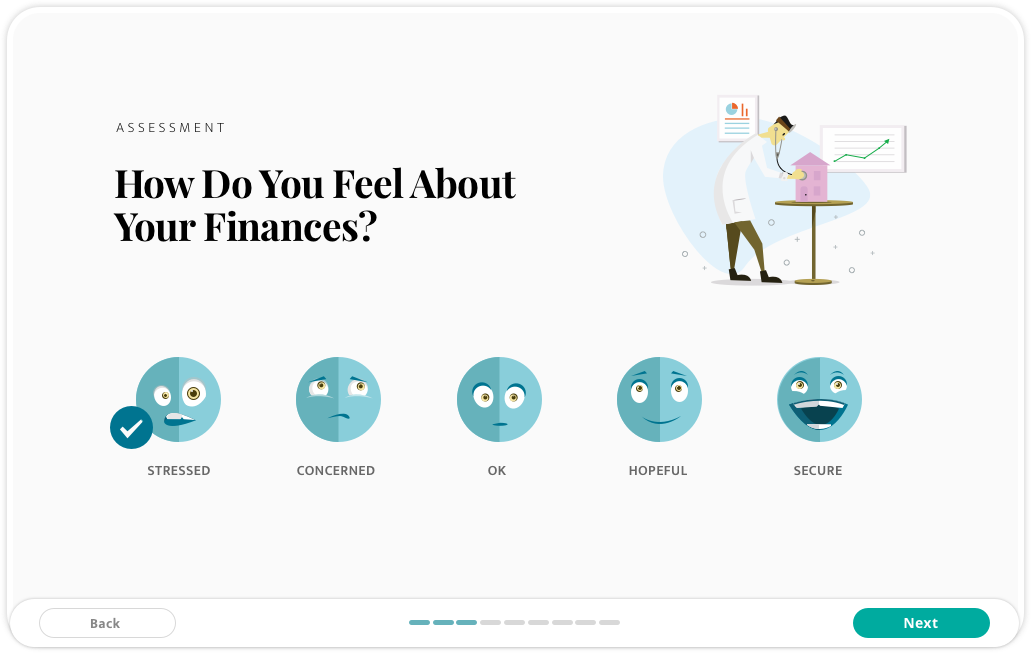 ASSESSMENT
How Do You Feel About
Your Finances?
STRESSED
CONCERNED
OK
HOPEFUL
SECURE
Back
Next